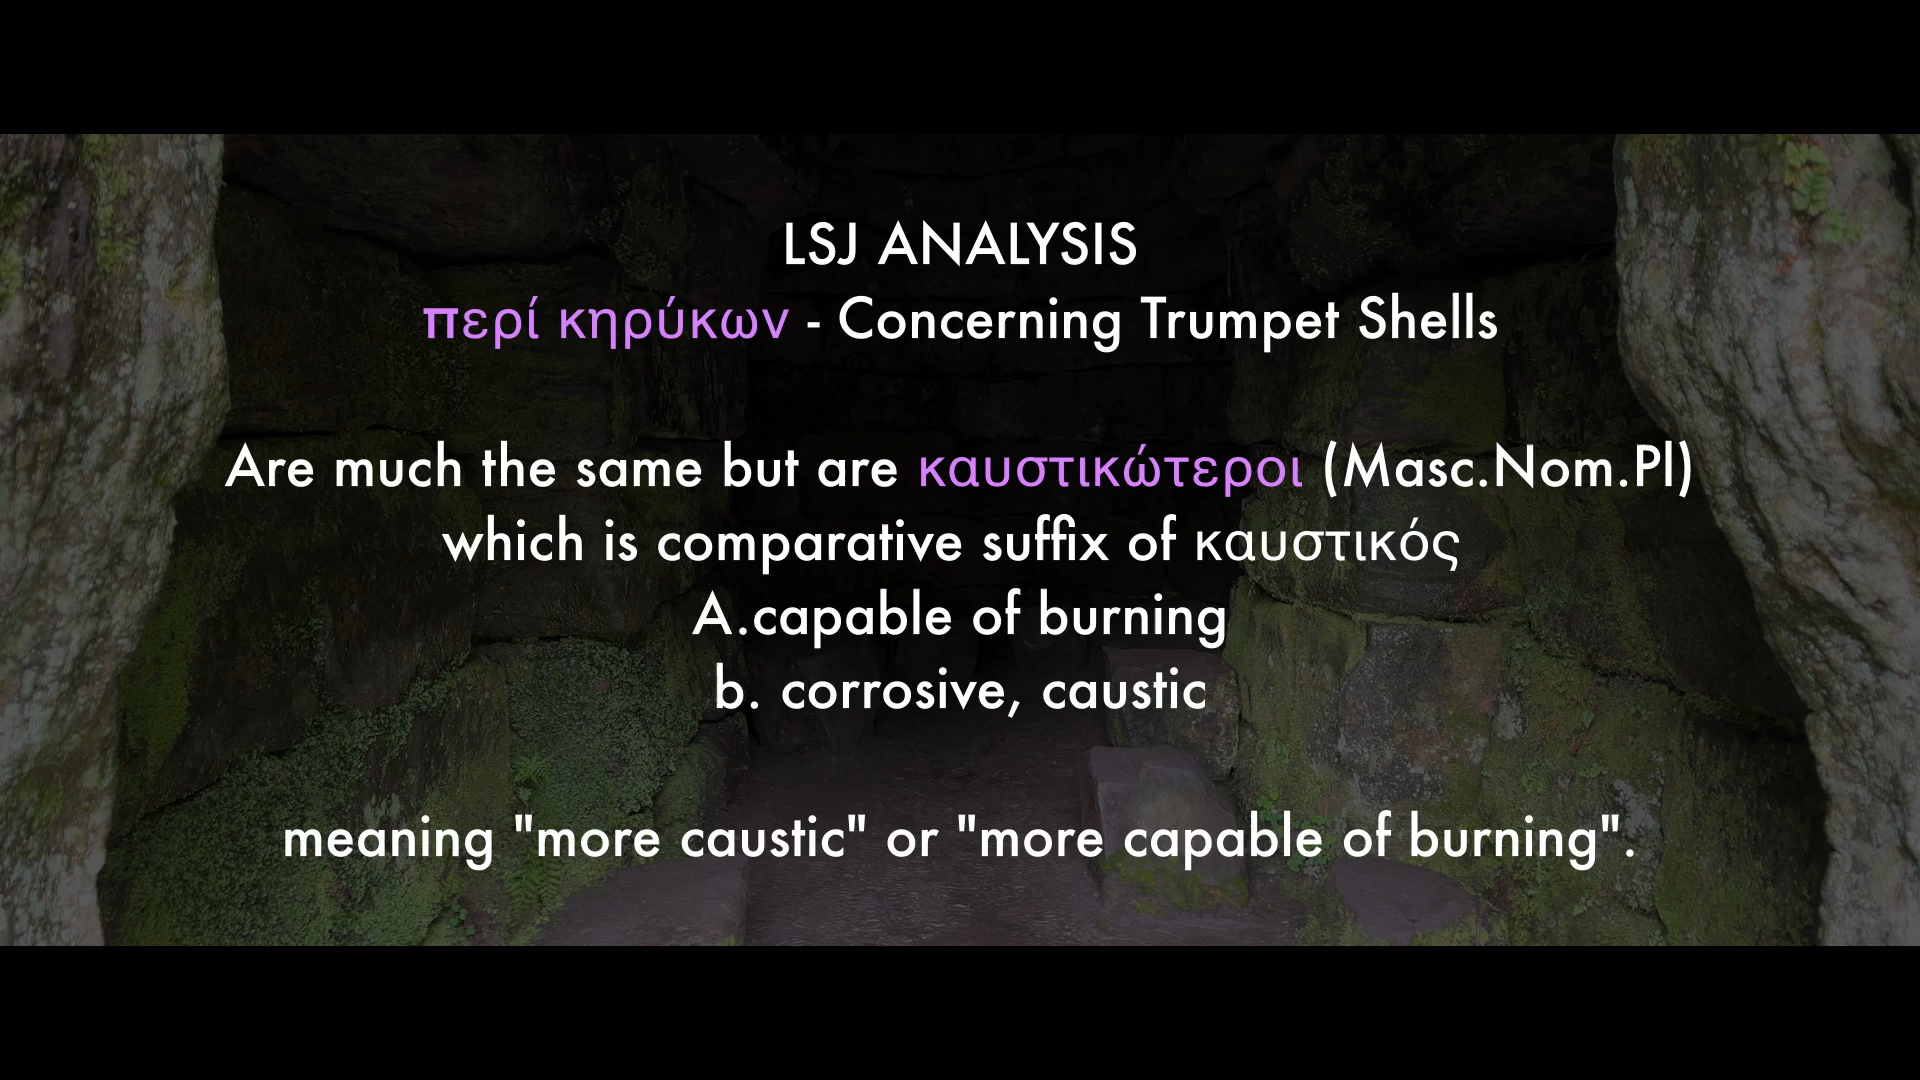 LSJ ANALYSIS
περί κηρύκων - Concerning Trumpet Shells
Are much the same but are καυστικώτεροι (Masc.Nom.Pl)
which is comparative suffix of καυστικός
A.capable of burning
b. corrosive, caustic
meaning "more caustic" or "more capable of burning".